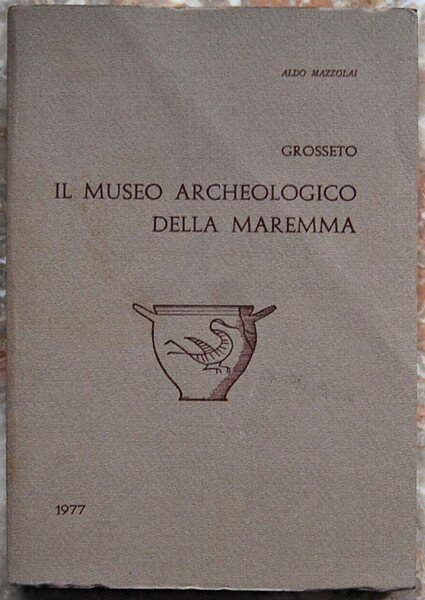 ALDO MAZZOLAI
GROSSETO
IL MUSEO ARCHEOLOGICO
DELLA MAREMMA
1977